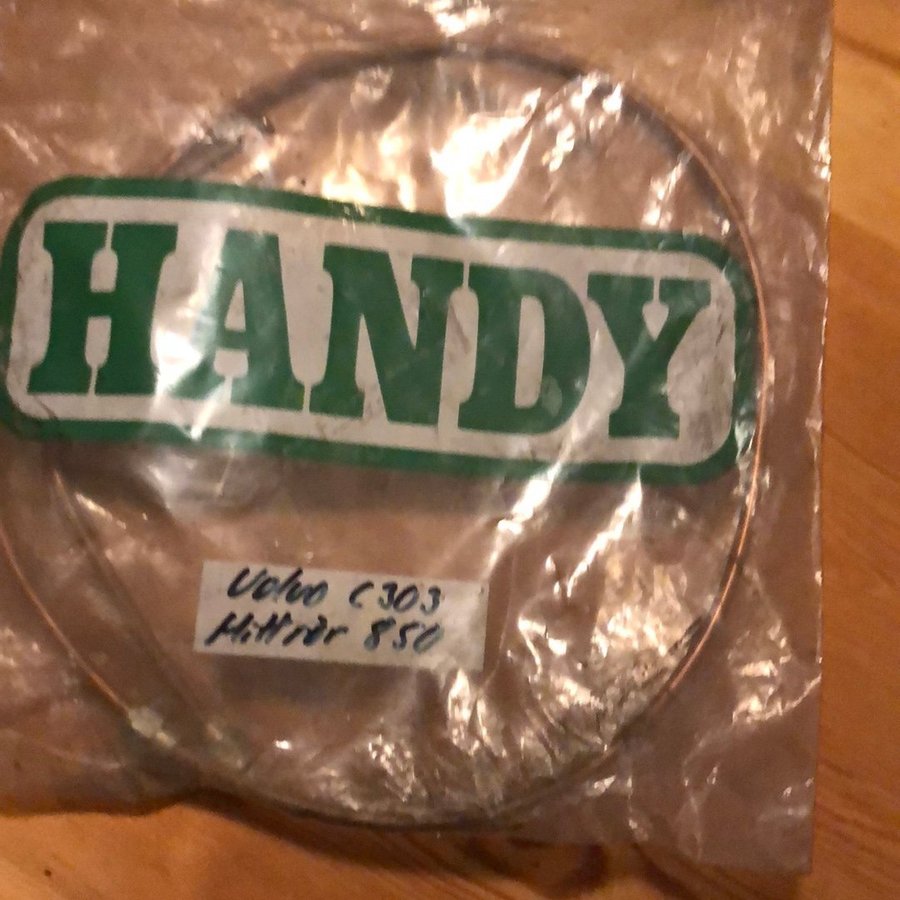 HANDY
Volvo C303
Mittrör 850